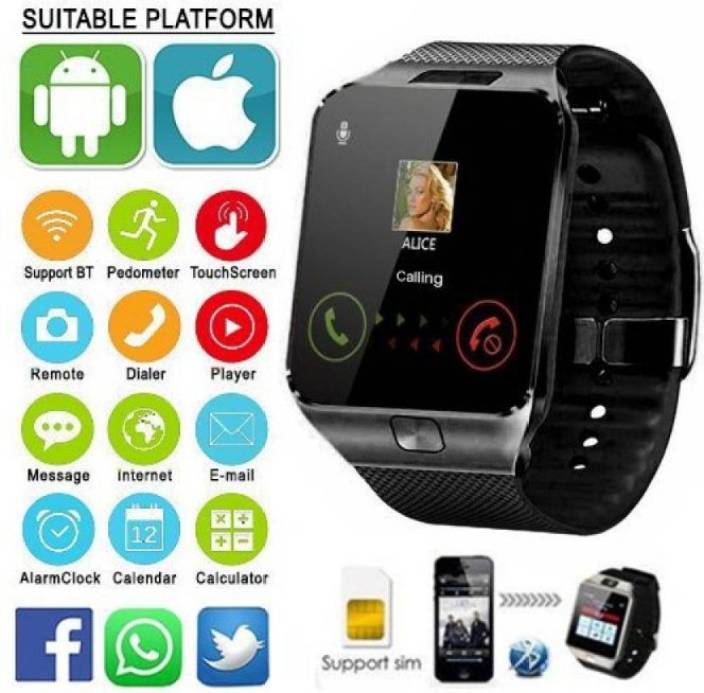 SUITABLE PLATFORM
Support BT
Pedometer
TouchScreen
Remote
Dialer
Player
Message
internet
E-mail
12
AlarmClock
Calendar
Calculator
ALICE
Calling
Support sim